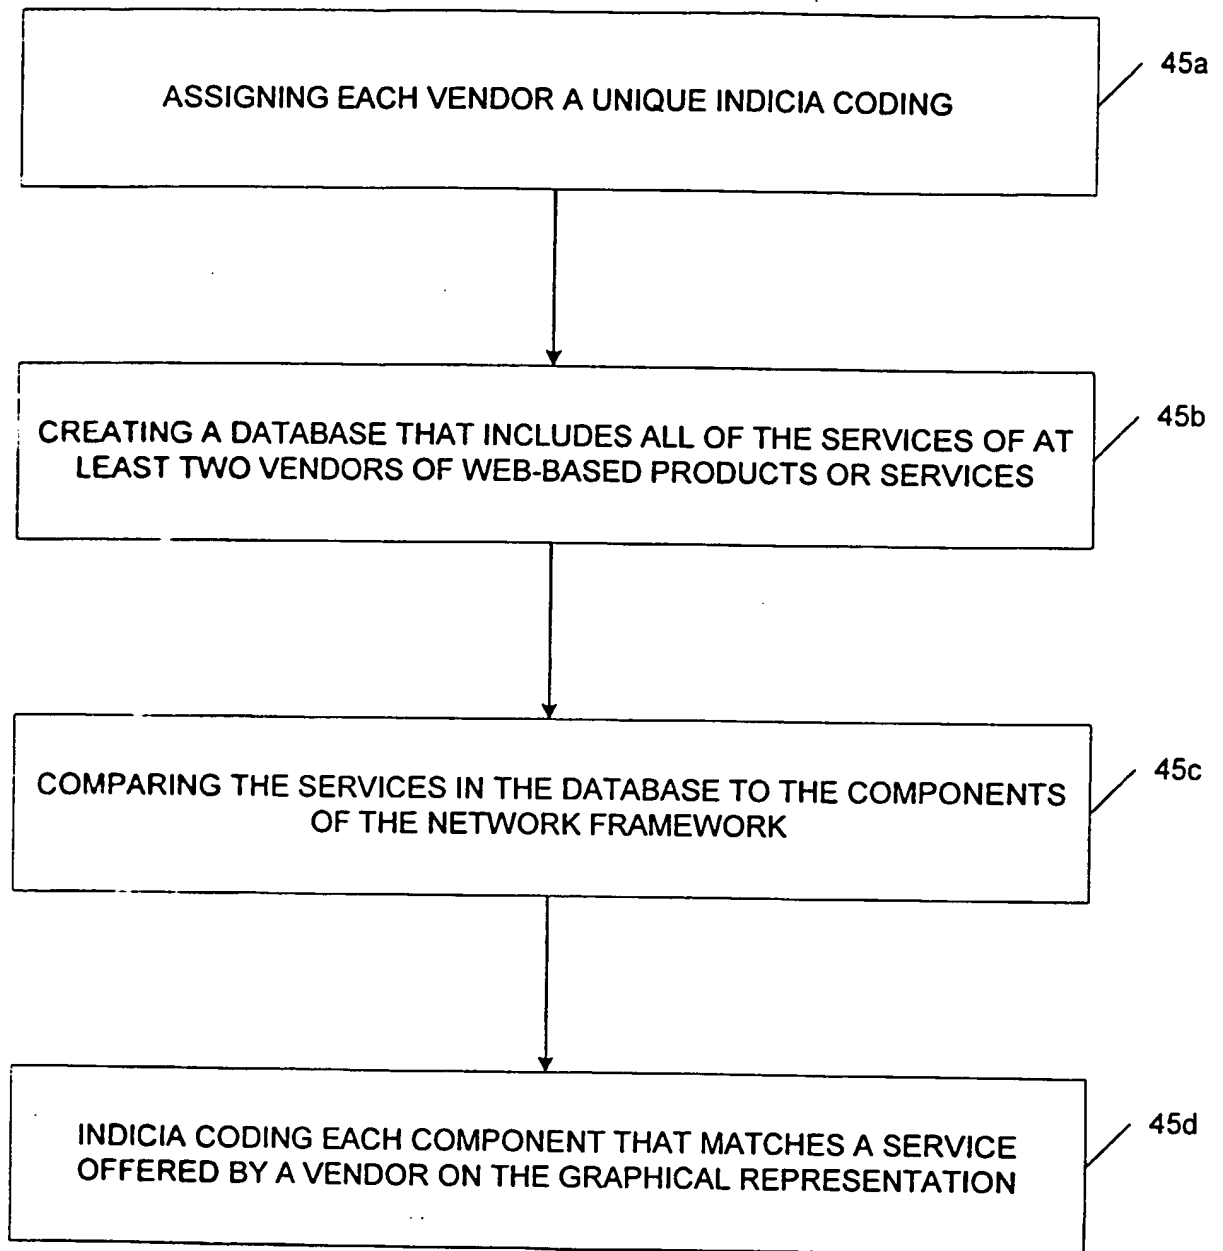 ASSIGNING EACH VENDOR A UNIQUE INDICIA CODING
45a
CREATING A DATABASE THAT INCLUDES ALL OF THE SERVICES OF AT
LEAST TWO VENDORS OF WEB-BASED PRODUCTS OR SERVICES
45b
COMPARING THE SERVICES IN THE DATABASE TO THE COMPONENTS
OF THE NETWORK FRAMEWORK
45c
INDICIA CODING EACH COMPONENT THAT MATCHES A SERVICE
OFFERED BY A VENDOR ON THE GRAPHICAL REPRESENTATION
45d